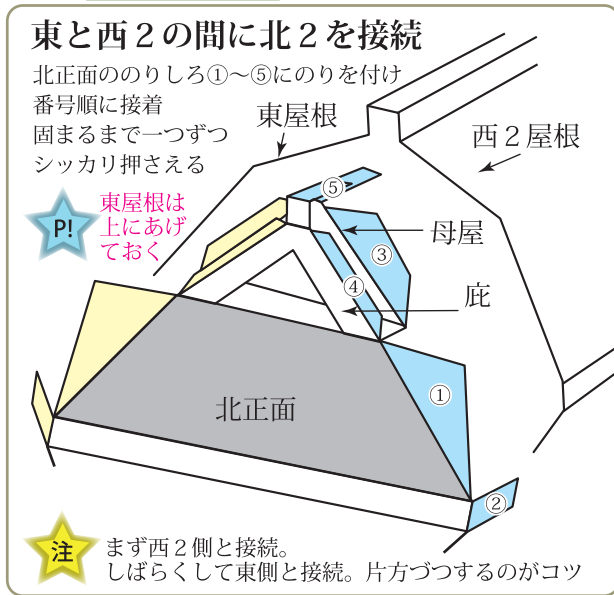 東と西２の間に北２を接続
北正面ののりしろ①〜⑤にのりを付け
番号順に接着
固まるまで一つずつ
シッカリ押さえる
東屋根
西２屋根
P!
東屋根は
上にあげ
ておく
⑤
母屋
③
④
庇
①
北正面
②
注
まず西２側と接続。
しばらくして東側と接続。片方づつするのがコツ